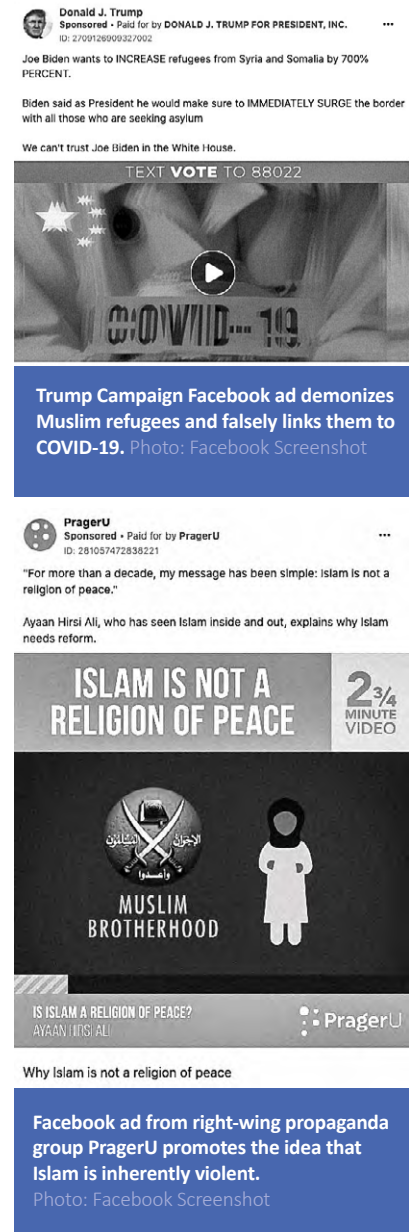 Donald J. Trump
Sponsored • Paid for by DONALD J. TRUMP FOR PRESIDENT, INC.
ID: 2709126909327002
Joe Biden wants to INCREASE refugees from Syria and Somalia by 700%
PERCENT.
Biden said as President he would make sure to IMMEDIATELY SURGE the border
with all those who are seeking asylum
We can't trust Joe Biden in the White House.
TEXT VOTE TO 88022
COVID-19
Trump Campaign Facebook ad demonizes
Muslim refugees and falsely links them to
COVID-19. Photo: Facebook Screenshot
PragerU
Sponsored • Paid for by PragerU
ID: 281057472838221
"For more than a decade, my message has been simple: Islam is not a
religion of peace."
Ayaan Hirsi Ali, who has seen Islam inside and out, explains why Islam
needs reform.
ISLAM IS NOT A
RELIGION OF PEACE
2 3/4
MINUTE
VIDEO
الإخوان المسلمون
وأعدوا
MUSLIM
BROTHERHOOD
IS ISLAM A RELIGION OF PEACE?
AYAAN HIRSI ALI
PragerU
Why Islam is not a religion of peace
Facebook ad from right-wing propaganda
group PragerU promotes the idea that
Islam is inherently violent.
Photo: Facebook Screenshot